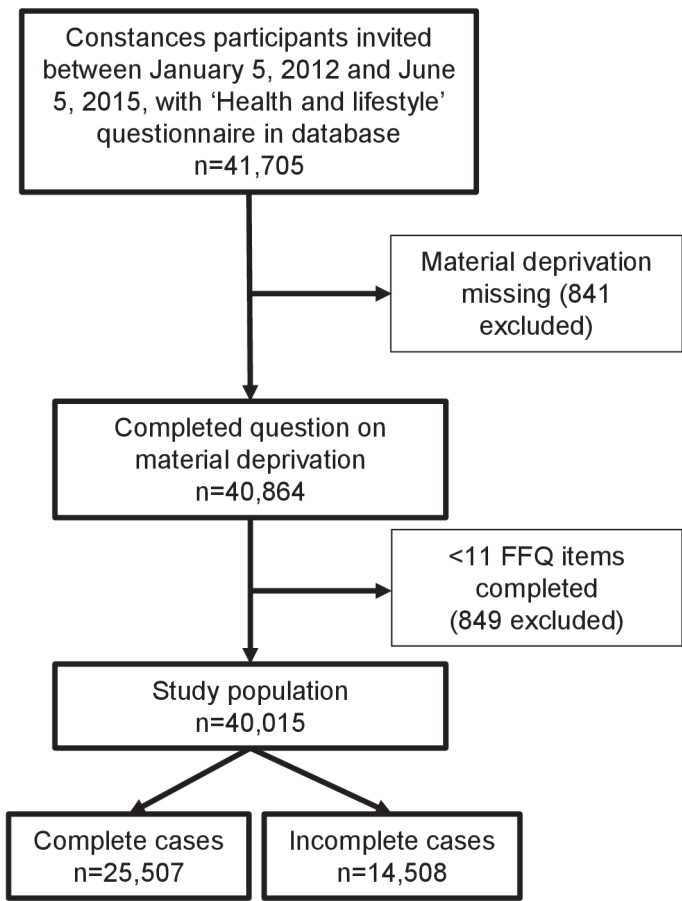 Constances participants invited
between January 5, 2012 and June
5, 2015, with ‘Health and lifestyle’
questionnaire in database
n=41,705
Material deprivation
missing (841
excluded)
Completed question on
material deprivation
n=40,864
<11 FFQ items
completed
(849 excluded)
Study population
n=40,015
Complete cases
n=25,507
Incomplete cases
n=14,508